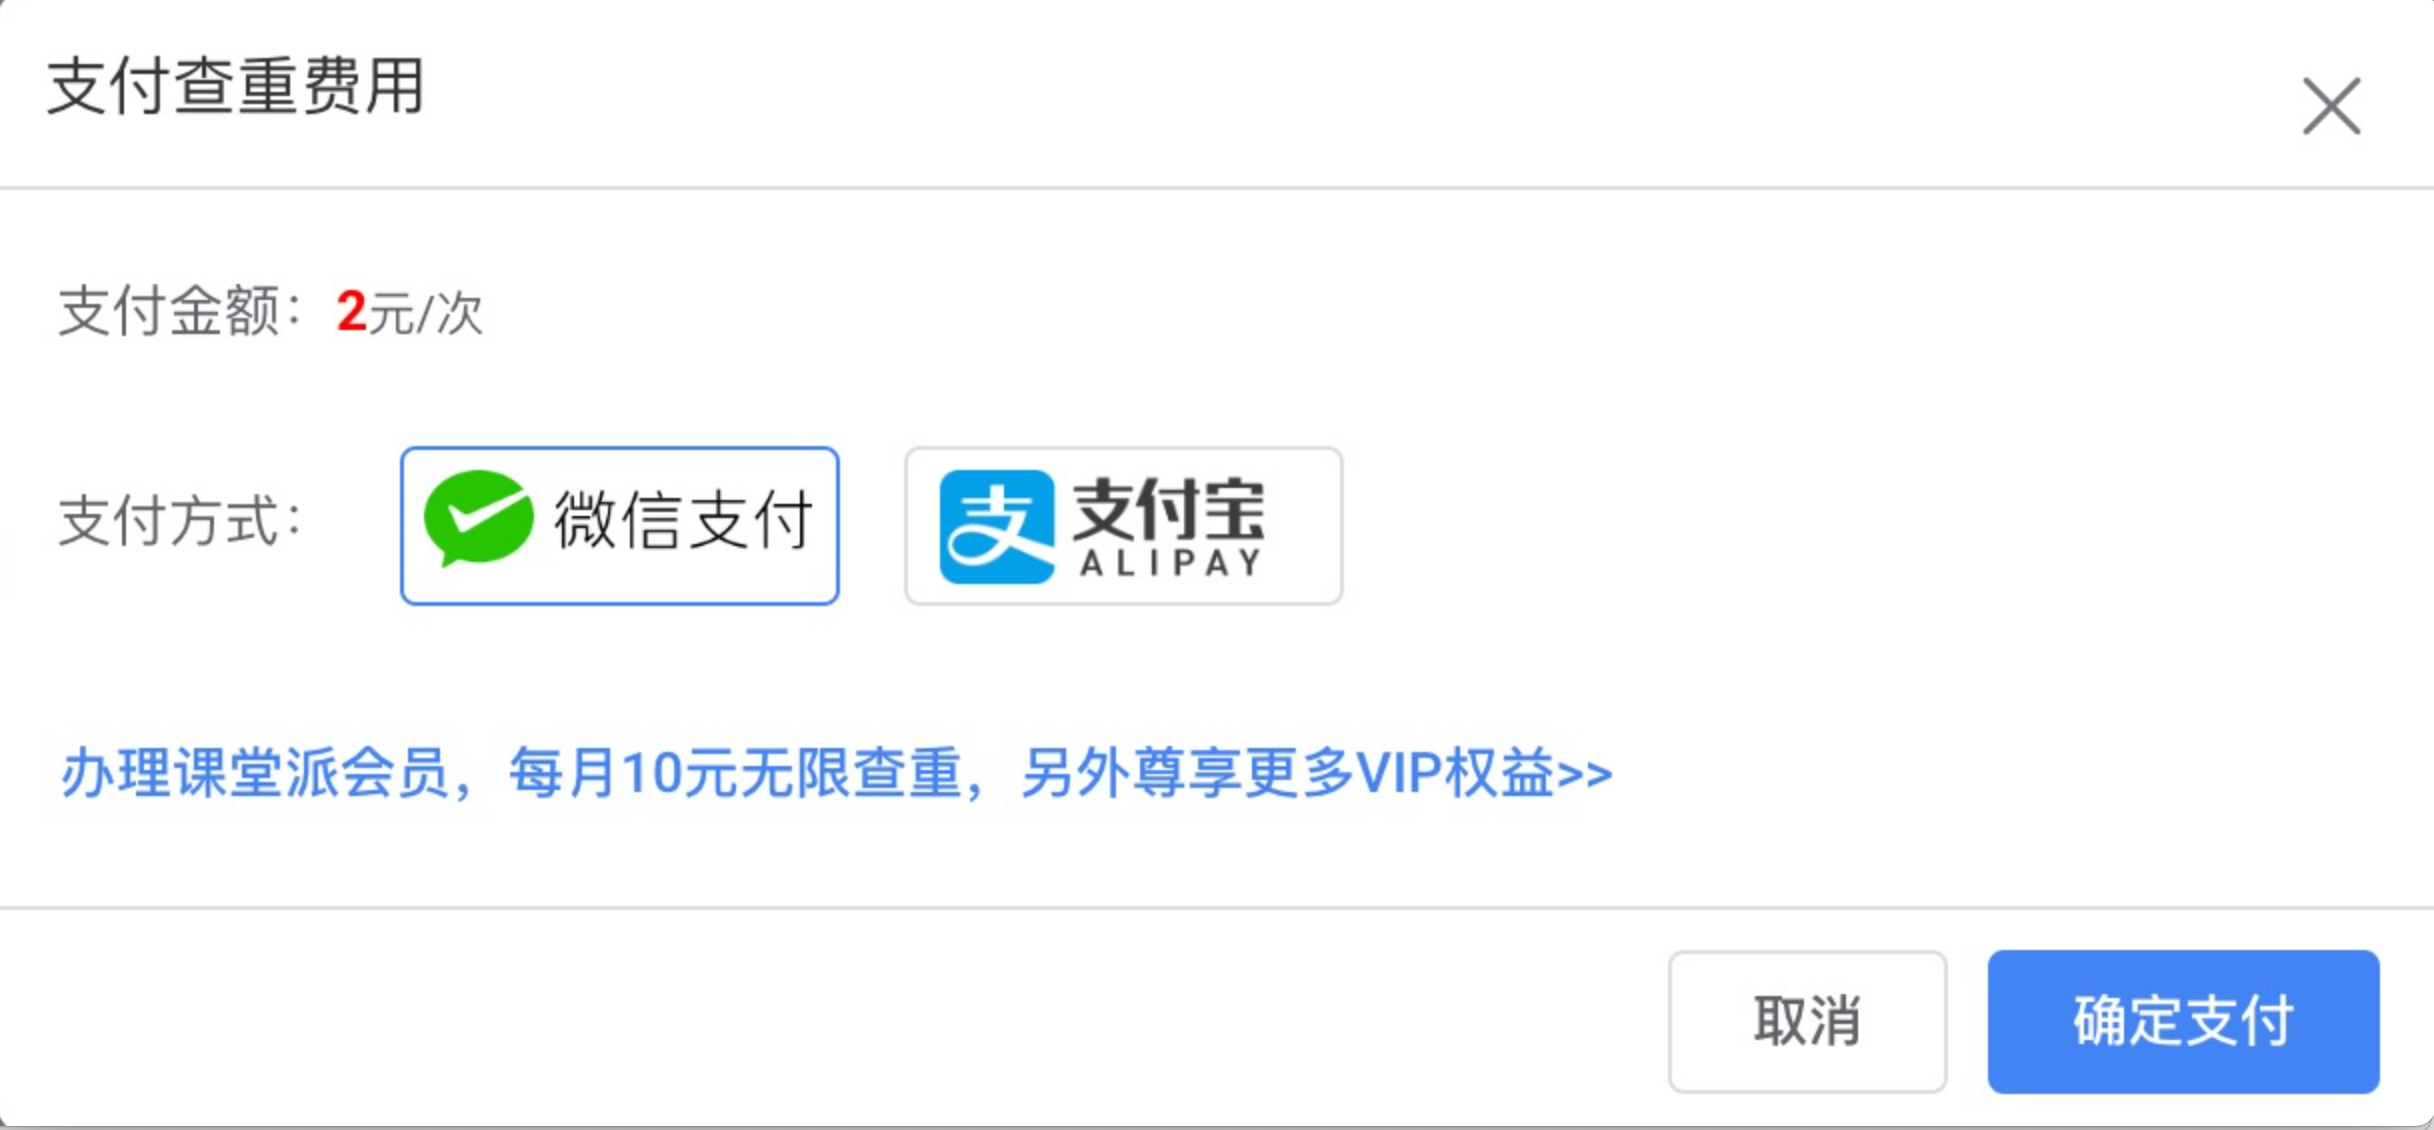 支付查重费用
支付金额：2元/次
支付方式： 微信支付 支付宝
ALIPAY
办理课堂派会员，每月10元无限查重，另外尊享更多VIP权益>>
取消 确定支付